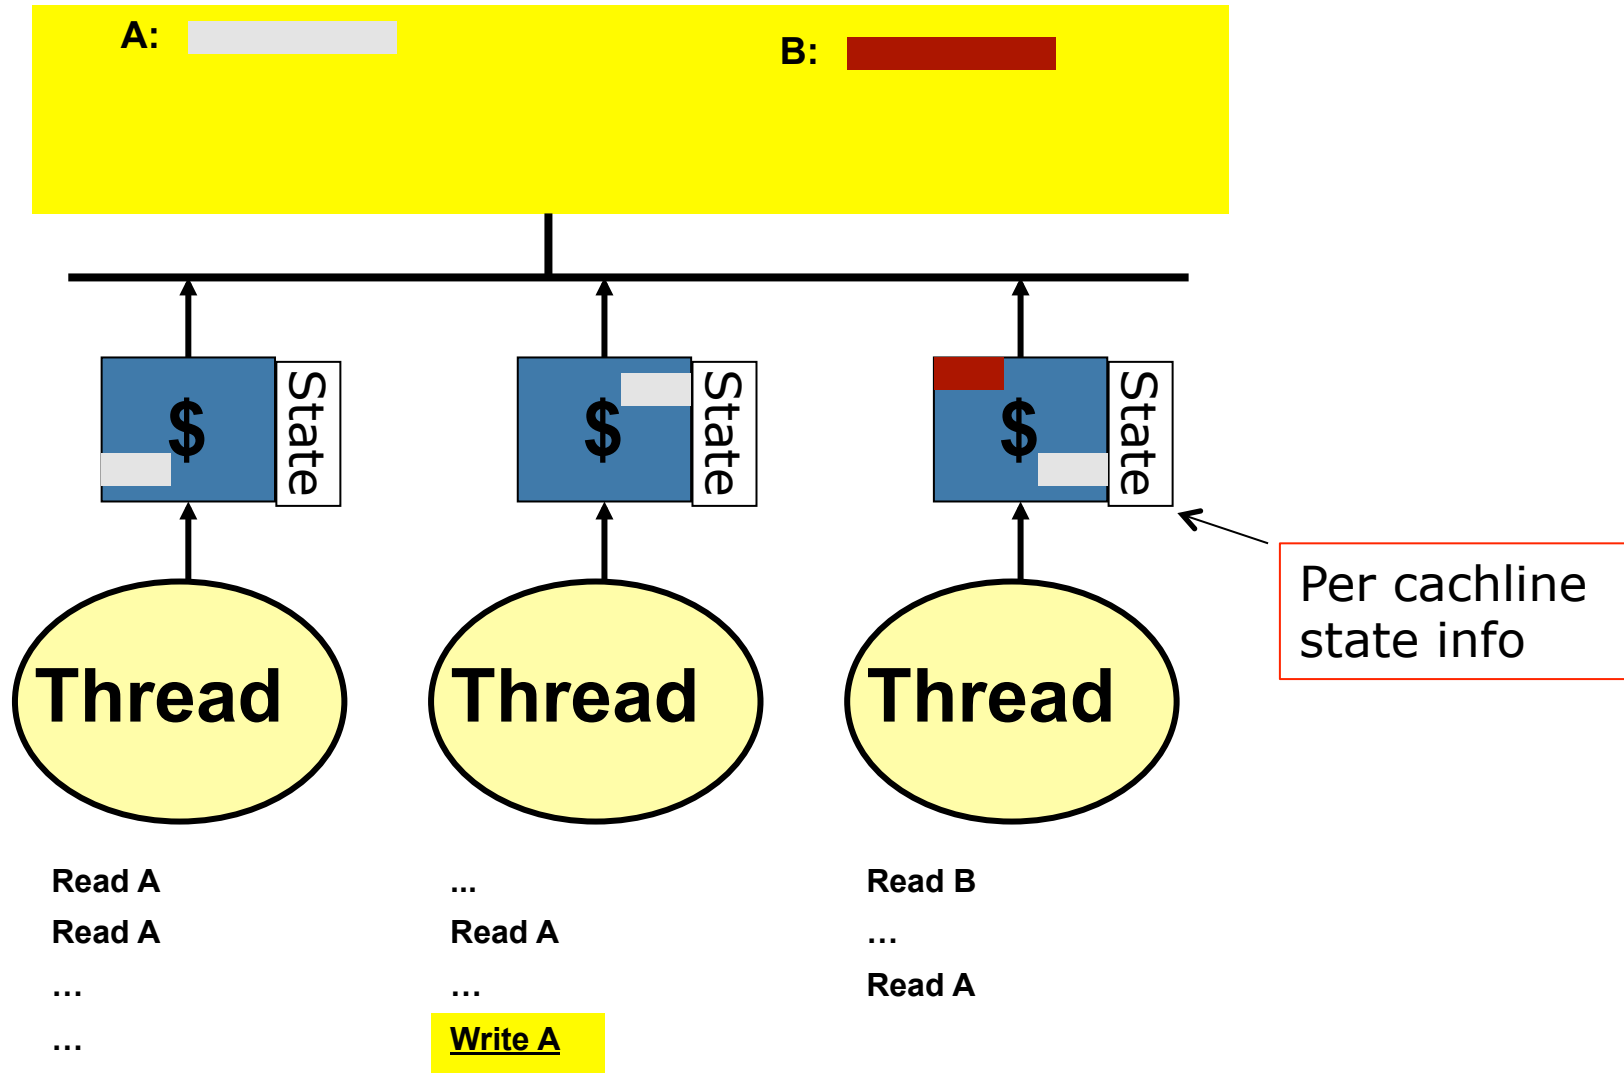 A:
B:
$
State
$
State
$
State
Per cachline
state info
Thread
Thread
Thread
Read A
...
Read B
Read A
Read A
…
…
…
Read A
…
Write A